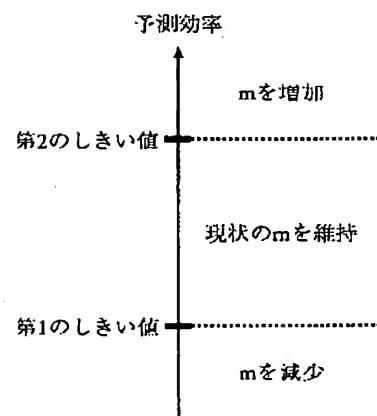 予測効率
mを増加
第2のしきい値
現状のmを維持
第1のしきい値
mを減少